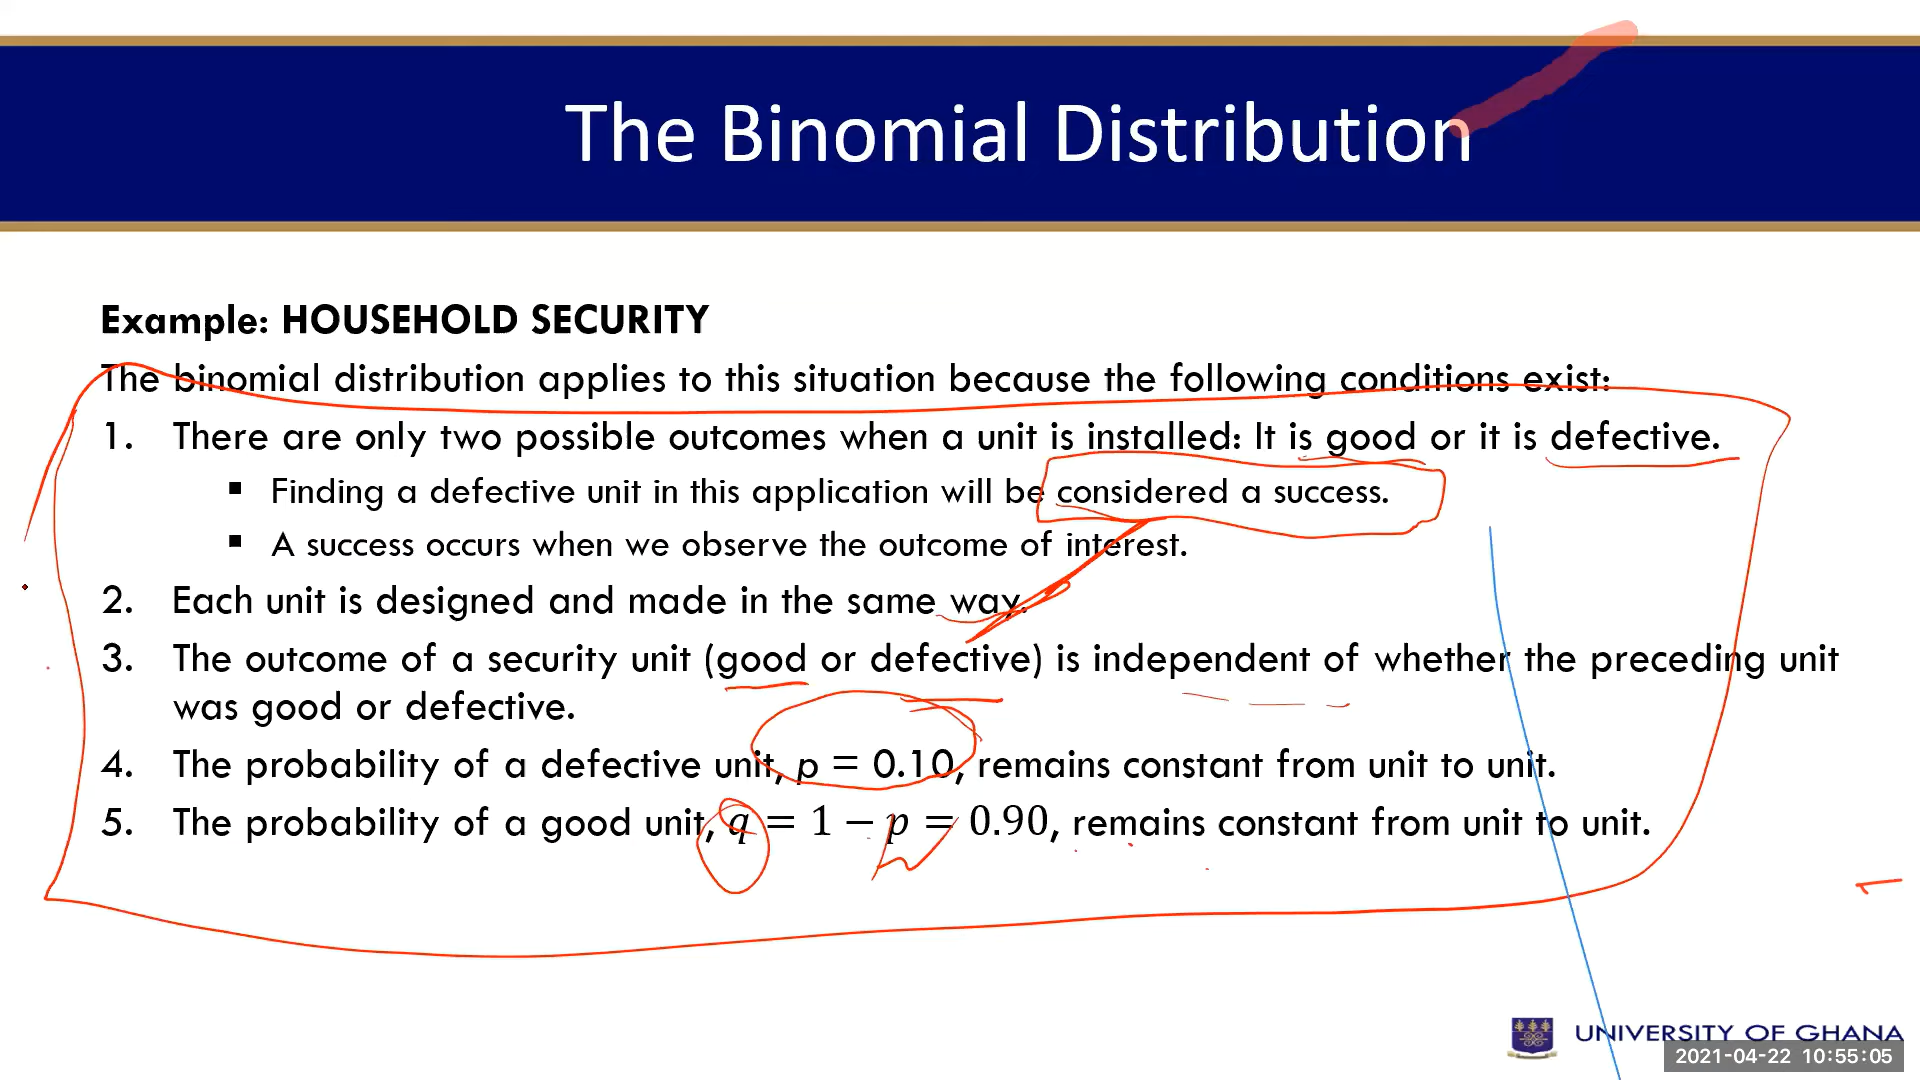 The Binomial Distribution
Example: HOUSEHOLD SECURITY
The binomial distribution applies to this situation because the following conditions exist:
1. There are only two possible outcomes when a unit is installed: It is good or it is defective.
▪ Finding a defective unit in this application will be considered a success.
▪ A success occurs when we observe the outcome of interest.
2. Each unit is designed and made in the same way.
3. The outcome of a security unit (good or defective) is independent of whether the preceding unit
was good or defective.
4. The probability of a defective unit, p = 0.10, remains constant from unit to unit.
5. The probability of a good unit, q = 1 − p = 0.90, remains constant from unit to unit.
UNIVERSITY OF GHANA
2021-04-22 10:55:05